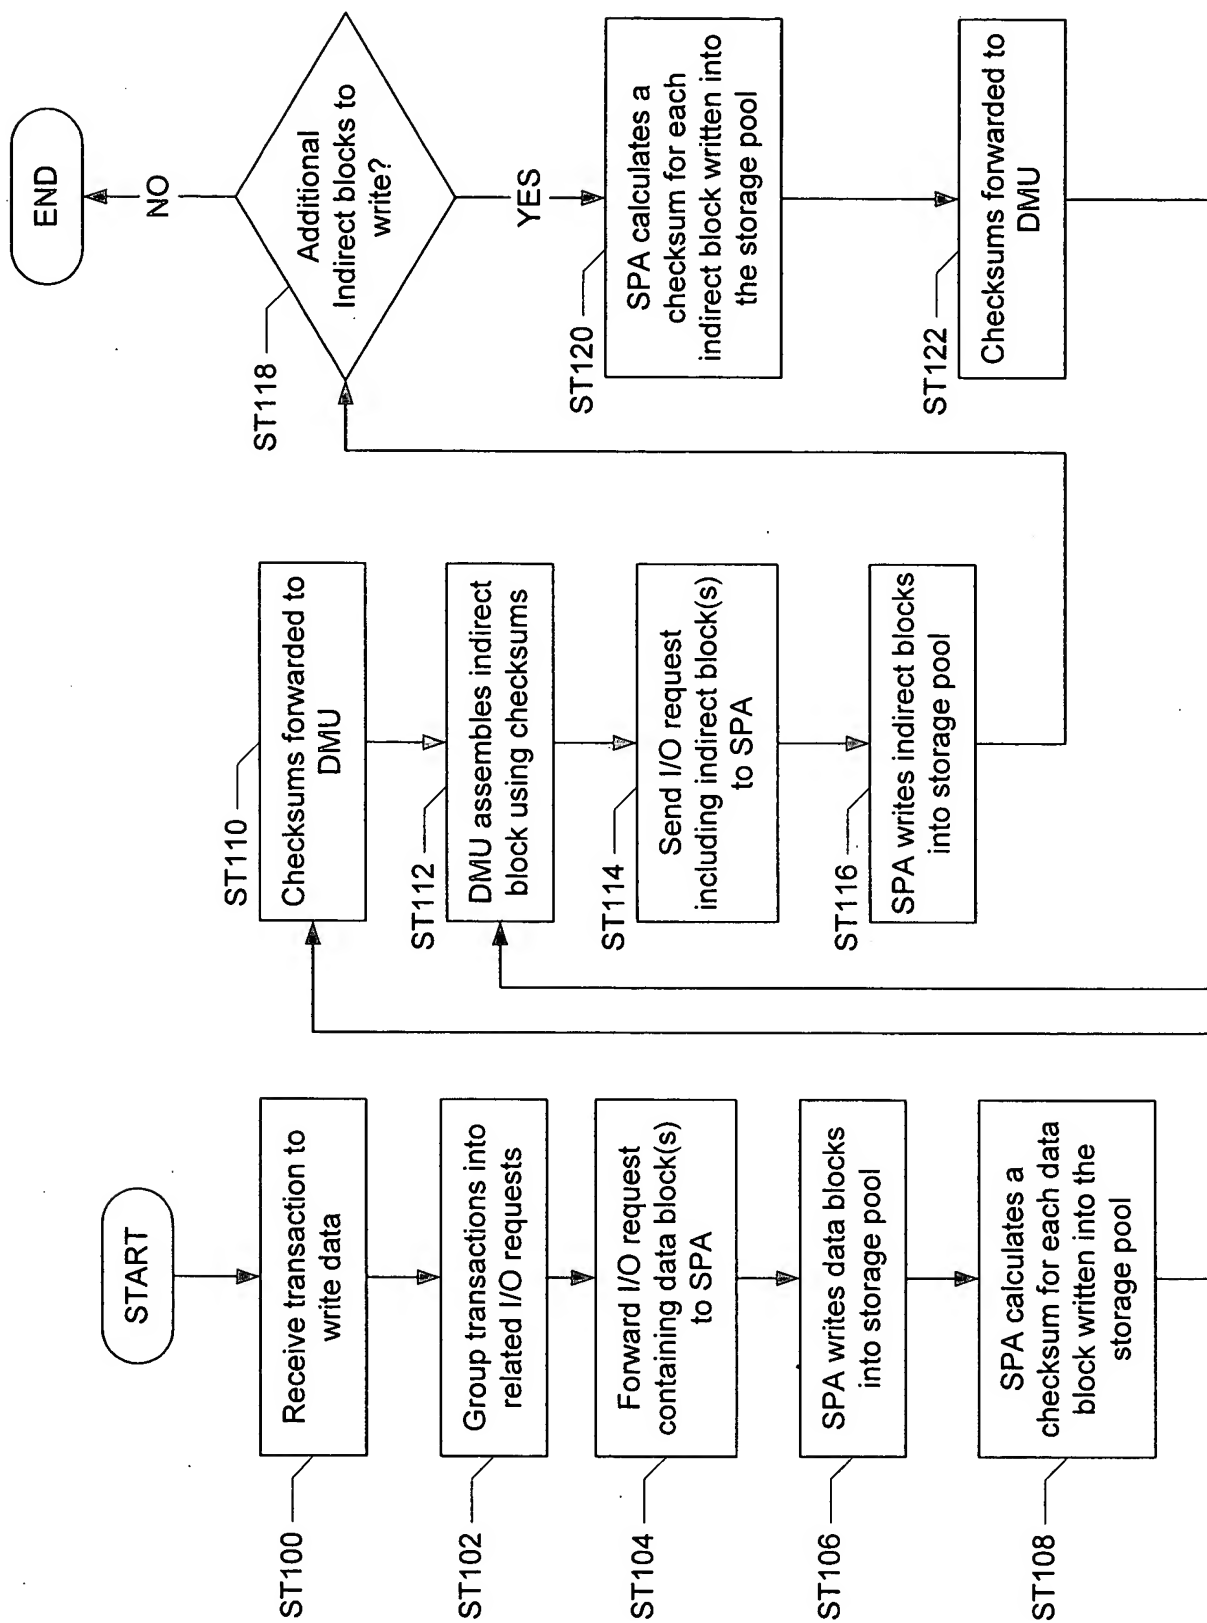 START
ST100
Receive transaction to
write data
ST102
Group transactions into
related I/O requests
ST104
Forward I/O request
containing data block(s)
to SPA
ST106
SPA writes data blocks
into storage pool
ST108
SPA calculates a
checksum for each data
block written into the
storage pool
ST110
Checksums forwarded to
DMU
ST112
DMU assembles indirect
block using checksums
ST114
Send I/O request
including indirect block(s)
to SPA
ST116
SPA writes indirect blocks
into storage pool
END
NO
ST118
Additional
Indirect blocks to
write?
YES
ST120
SPA calculates a
checksum for each
indirect block written into
the storage pool
ST122
Checksums forwarded to
DMU